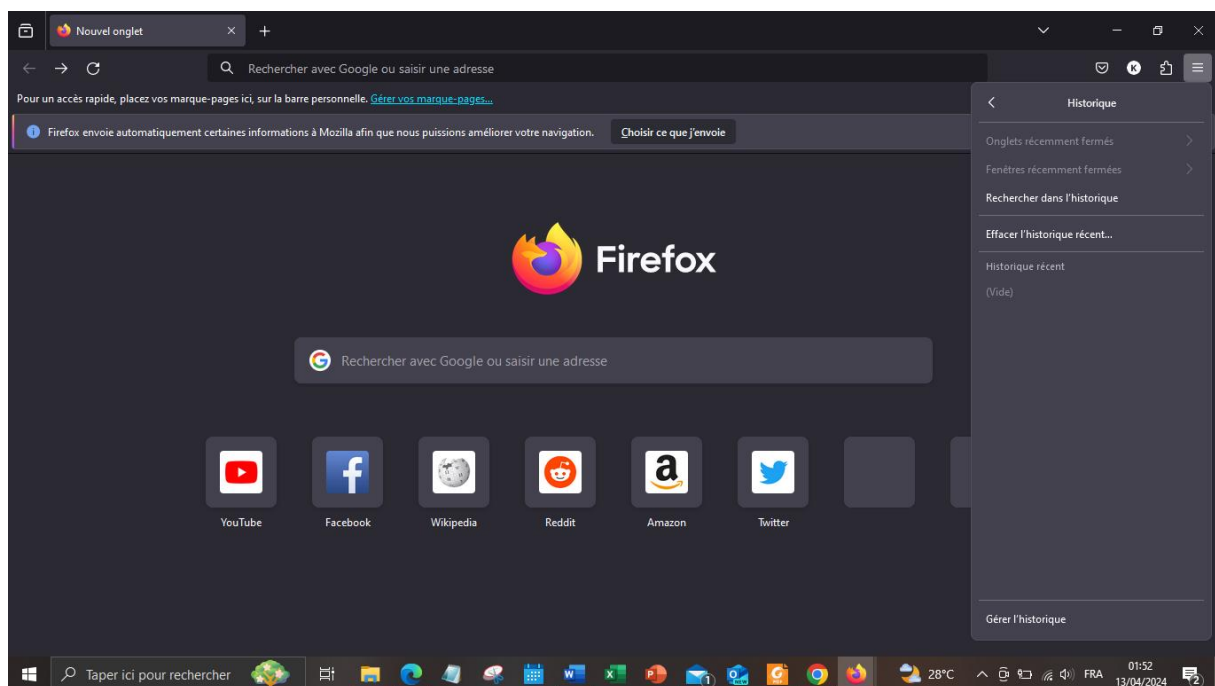 Nouvel onglet
Rechercher avec Google ou saisir une adresse
K
Pour un accès rapide, placez vos marque-pages ici, sur la barre personnelle. Gérer vos marque-pages...
Firefox envoie automatiquement certaines informations à Mozilla afin que nous puissions améliorer votre navigation. Choisir ce que j'envoie
Historique
Onglets récemment fermés
Fenêtres récemment fermées
Rechercher dans l'historique
Effacer l'historique récent...
Historique récent
(Vide)
Gérer l'historique
Firefox
Rechercher avec Google ou saisir une adresse
YouTube Facebook Wikipedia Reddit Amazon Twitter
Taper ici pour rechercher
28°C
FRA
01:52
13/04/2024